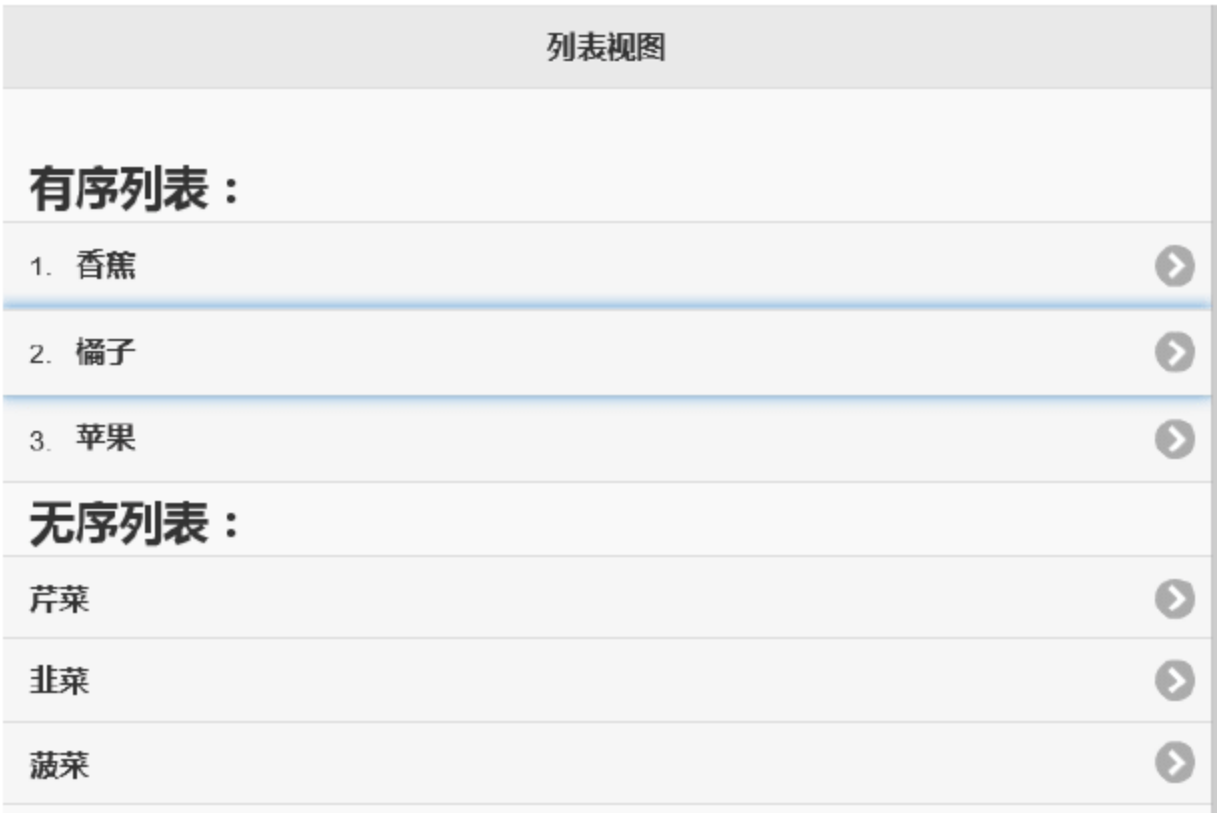 列表视图
有序列表：
1. 香蕉
2. 橘子
3. 苹果
无序列表：
芹菜
韭菜
菠菜